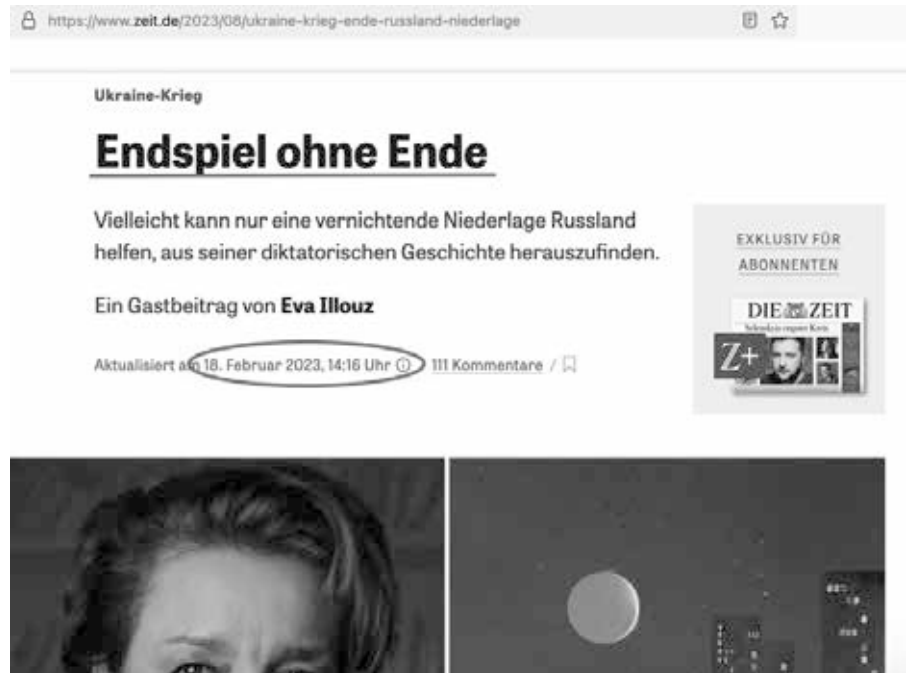 https://www.zeit.de/2023/08/ukraine-krieg-ende-russland-niederlage
Ukraine-Krieg
Endspiel ohne Ende
Vielleicht kann nur eine vernichtende Niederlage Russland
helfen, aus seiner diktatorischen Geschichte herauszufinden.
Ein Gastbeitrag von Eva Illouz
Aktualisiert am 18. Februar 2023, 14:16 Uhr
111 Kommentare /
EXKLUSIV FÜR
ABONNENTEN
DIE ZEIT
Z+